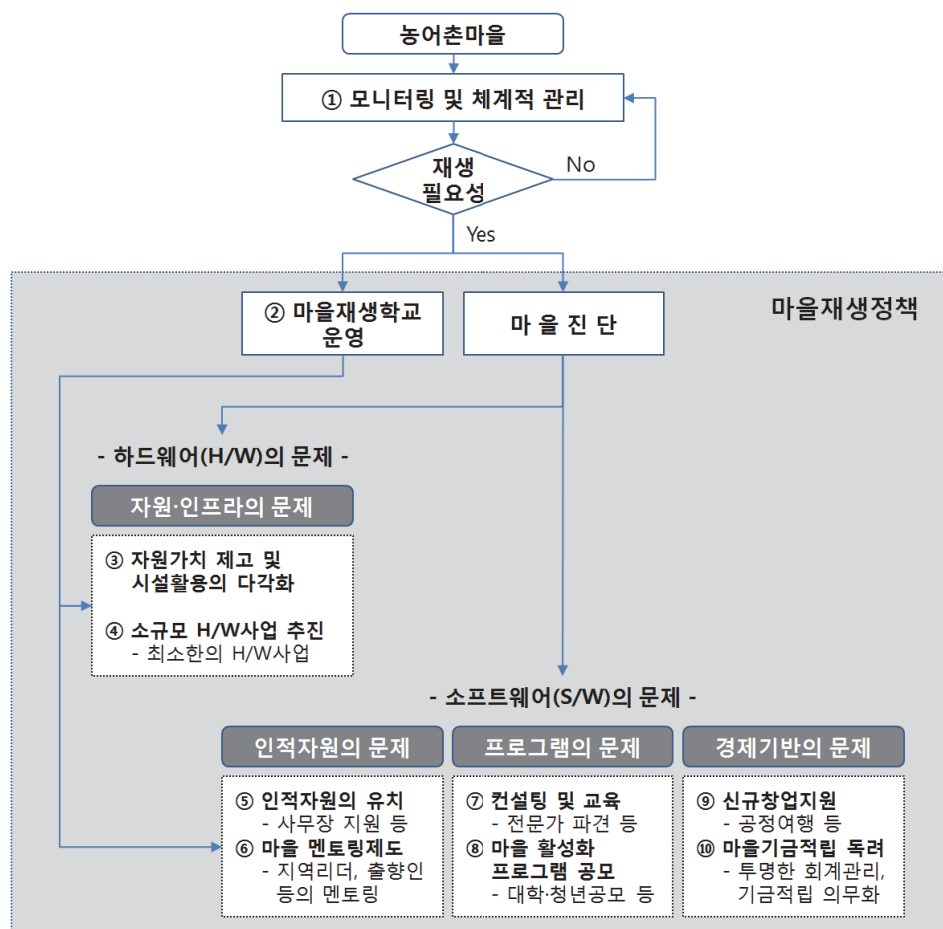 농어촌마을
① 모니터링 및 체계적 관리
재생
필요성
No
Yes
마을재생정책
② 마을재생학교
운영
마 을 진 단
- 하드웨어(H/W)의 문제 -
자원·인프라의 문제
③ 자원가치 제고 및
시설활용의 다각화
④ 소규모 H/W사업 추진
- 최소한의 H/W사업
- 소프트웨어(S/W)의 문제 -
인적자원의 문제
⑤ 인적자원의 유치
- 사무장 지원 등
⑥ 마을 멘토링제도
- 지역리더, 출향인
등의 멘토링
프로그램의 문제
⑦ 컨설팅 및 교육
- 전문가 파견 등
⑧ 마을 활성화
프로그램 공모
- 대학·청년공모 등
경제기반의 문제
⑨ 신규창업지원
- 공정여행 등
⑩ 마을기금적립 독려
- 투명한 회계관리,
기금적립 의무화